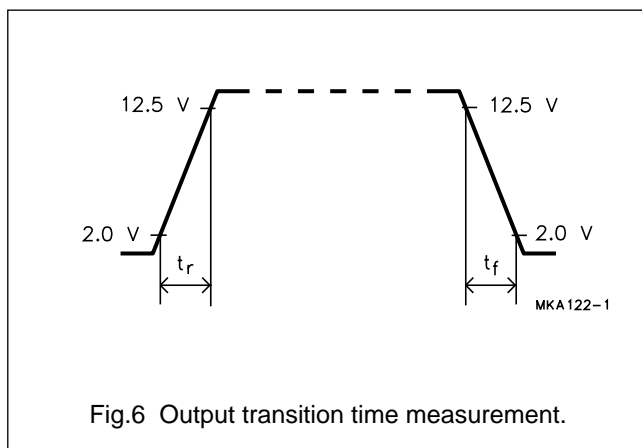 12.5 V
12.5 V
2.0 V
2.0 V
tr
tf
MKA122-1
Fig.6 Output transition time measurement.